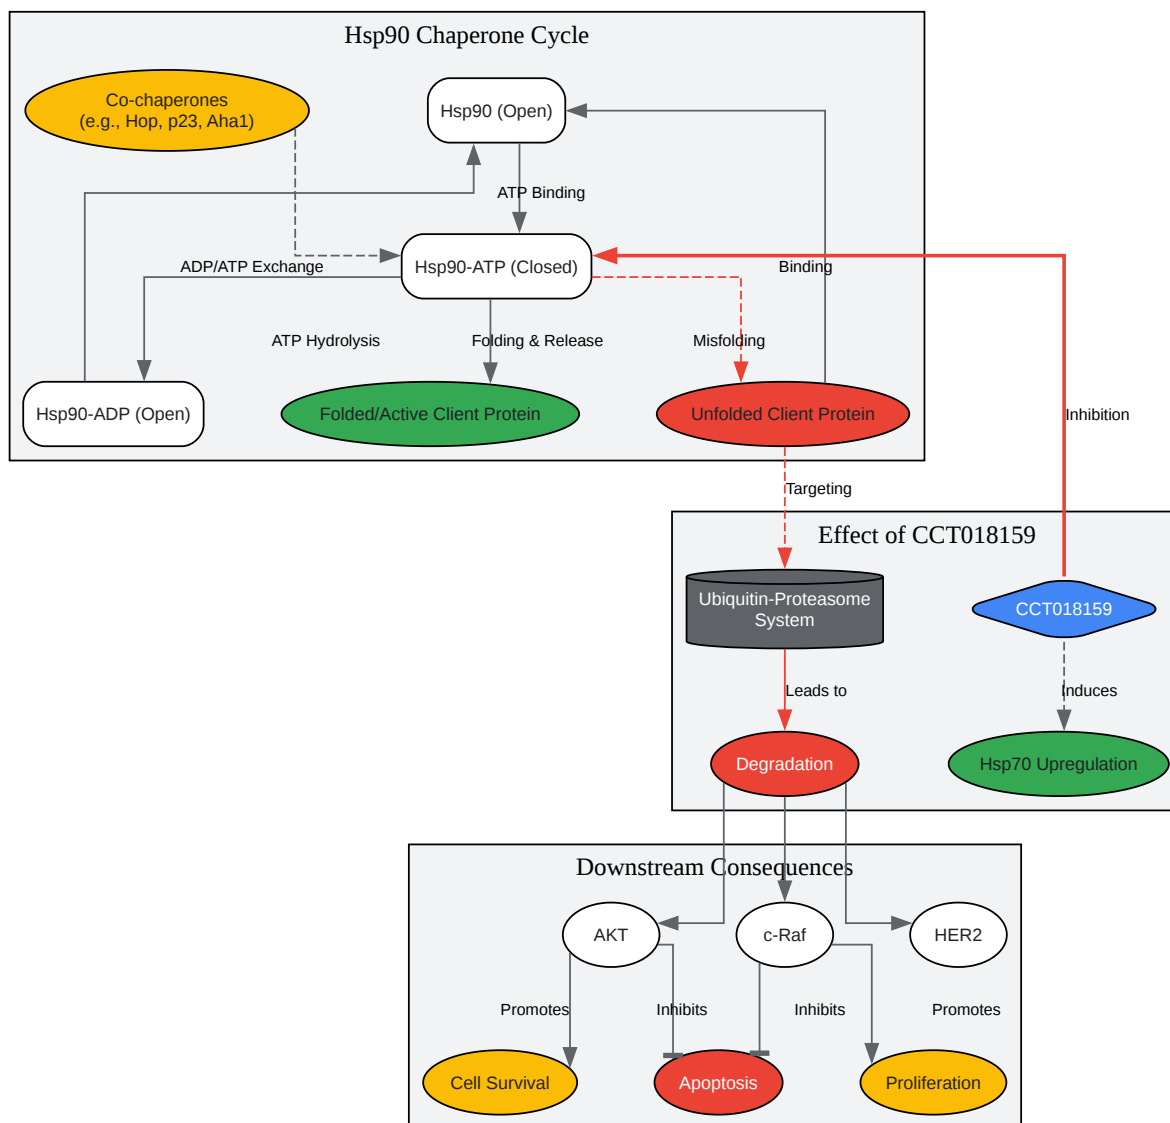 Hsp90 Chaperone Cycle
Co-chaperones
(e.g., Hop, p23, Aha1)
Hsp90 (Open)
ATP Binding
Hsp90-ATP (Closed)
ADP/ATP Exchange
Binding
ATP Hydrolysis
Folding & Release
Misfolding
Hsp90-ADP (Open)
Folded/Active Client Protein
Unfolded Client Protein
Inhibition
Targeting
Effect of CCT018159
Ubiquitin-Proteasome
System
CCT018159
Leads to
Induces
Degradation
Hsp70 Upregulation
Downstream Consequences
AKT
c-Raf
HER2
Promotes
Inhibits
Inhibits
Promotes
Cell Survival
Apoptosis
Proliferation